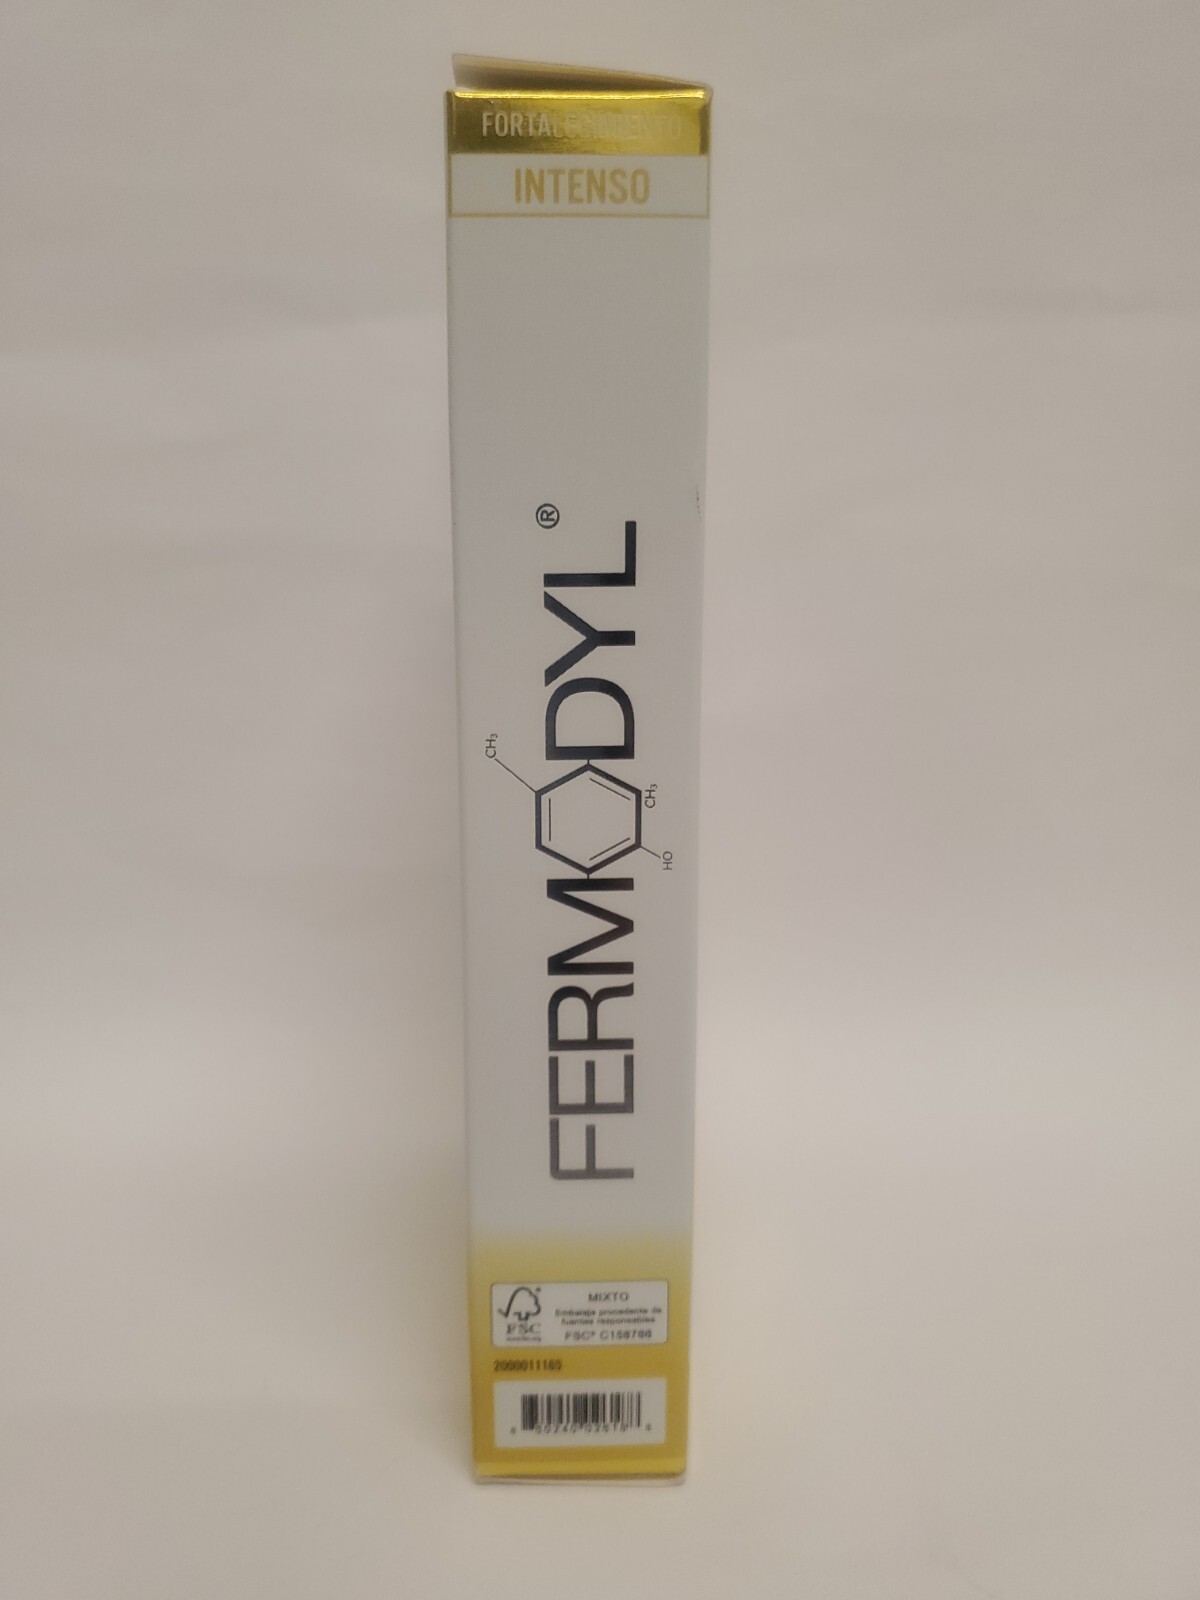 FORTALECIMIENTO
INTENSO
FERMODYL®
CH₃
CH₃
HO
FSC
MIXTO
Embalaje procedente de
fuentes responsables
2000011165